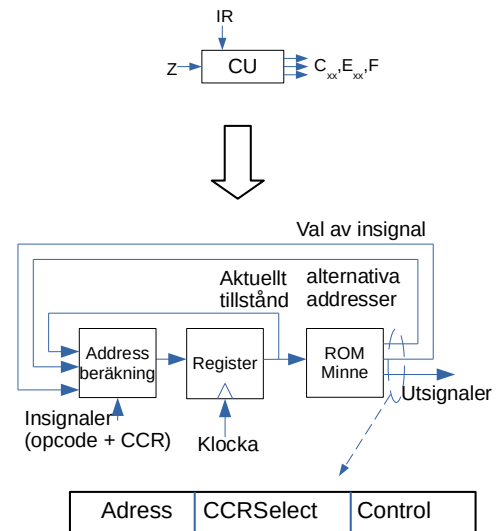 IR
Z
CU
Cxx,Exx,F
Val av insignal
Aktuellt
tillstånd
alternativa
addresser
Address
beräkning
Register
ROM
Minne
Utsignaler
Insignaler
(opcode + CCR)
Klocka
Adress
CCRSelect
Control